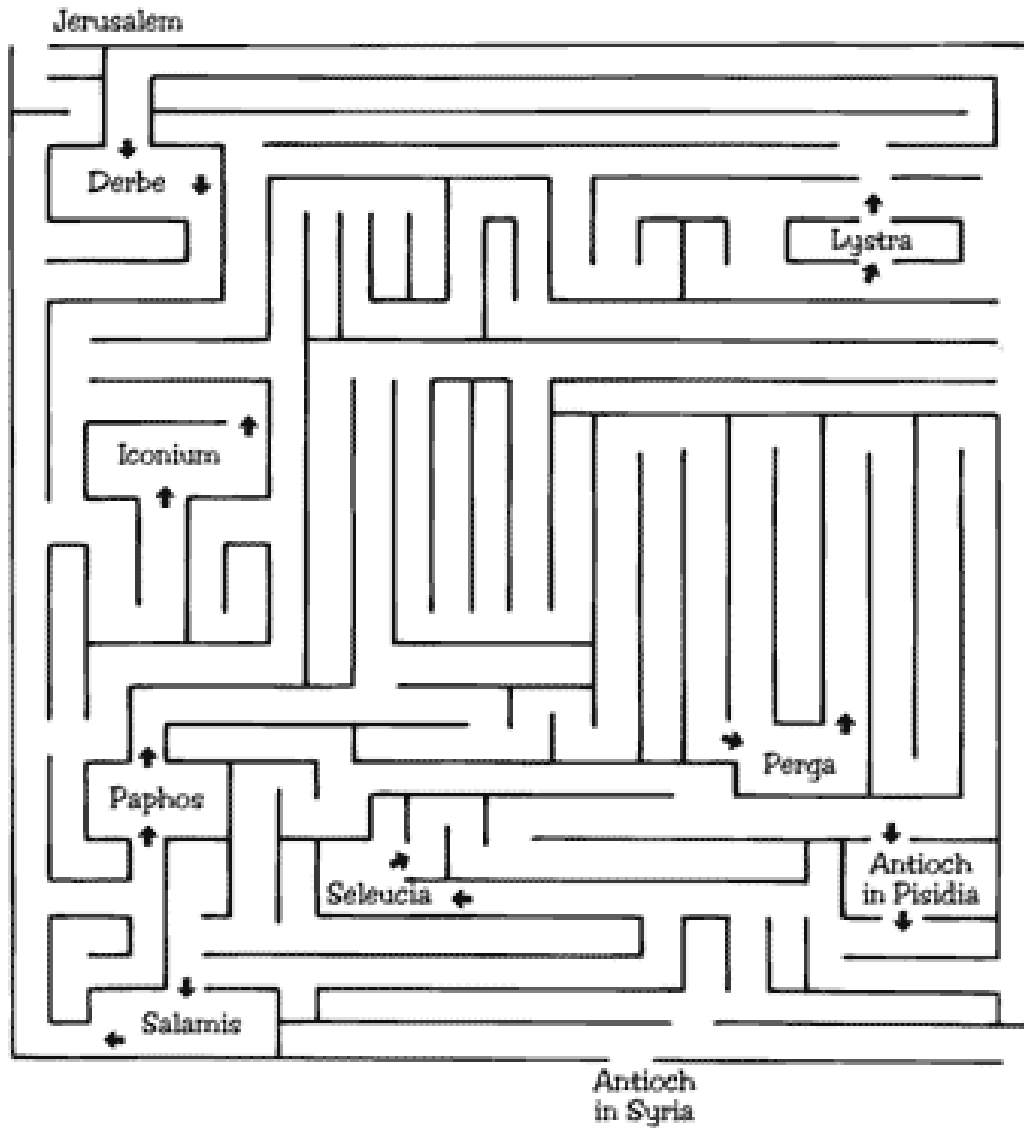 Jerusalem
Derbe
Lystra
Iconium
Perga
Paphos
Antioch
in Pisidia
Seleucia
Salamis
Antioch
in Syria